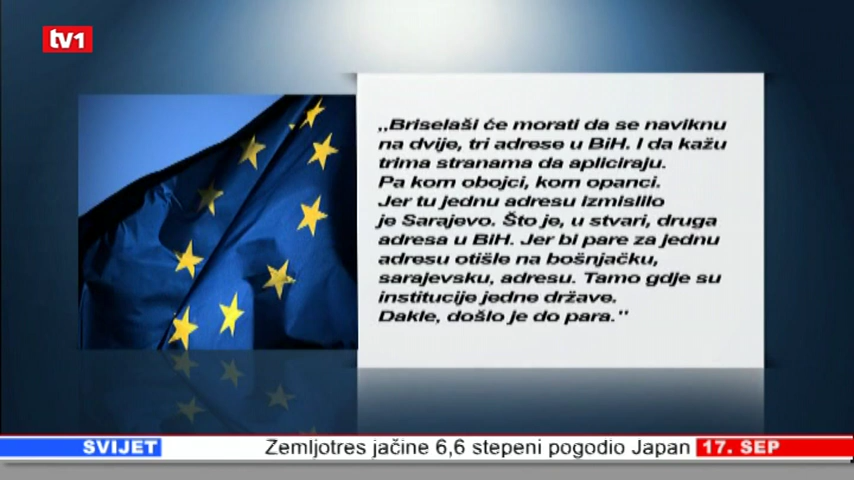 tv1
,,Briselaši će morati da se naviknu
na dvije, tri adrese u BiH. I da kažu
trima stranama da apliciraju.
Pa kom obojci, kom opanci.
Jer tu jednu adresu izmislilo
je Sarajevo. Što je, u stvari, druga
adresa u BiH. Jer bi pare za jednu
adresu otišle na bošnjačku,
sarajevsku, adresu. Tamo gdje su
institucije jedne države.
Dakle, došlo je do para."
SVIJET Zemljotres jačine 6,6 stepeni pogodio Japan 17. SEP